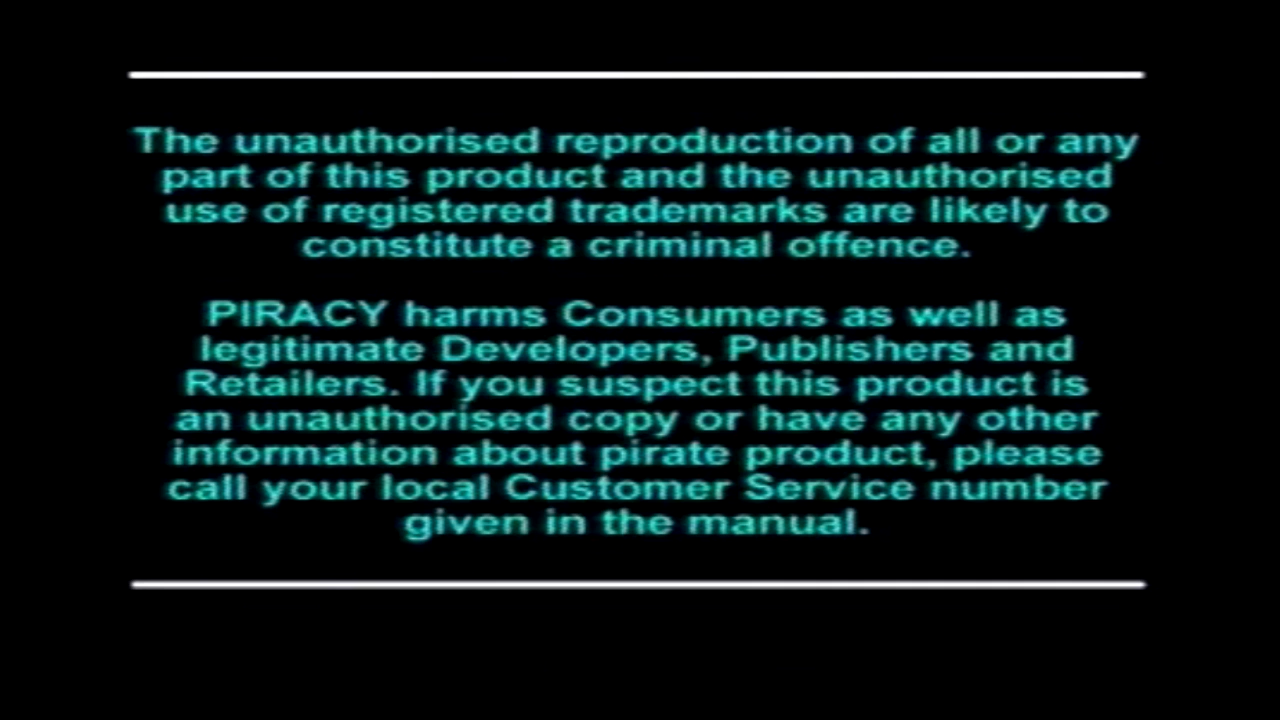 The unauthorised reproduction of all or any
part of this product and the unauthorised
use of registered trademarks are likely to
constitute a criminal offence.
PIRACY harms Consumers as well as
legitimate Developers, Publishers and
Retailers. If you suspect this product is
an unauthorised copy or have any other
information about pirate product, please
call your local Customer Service number
given in the manual.